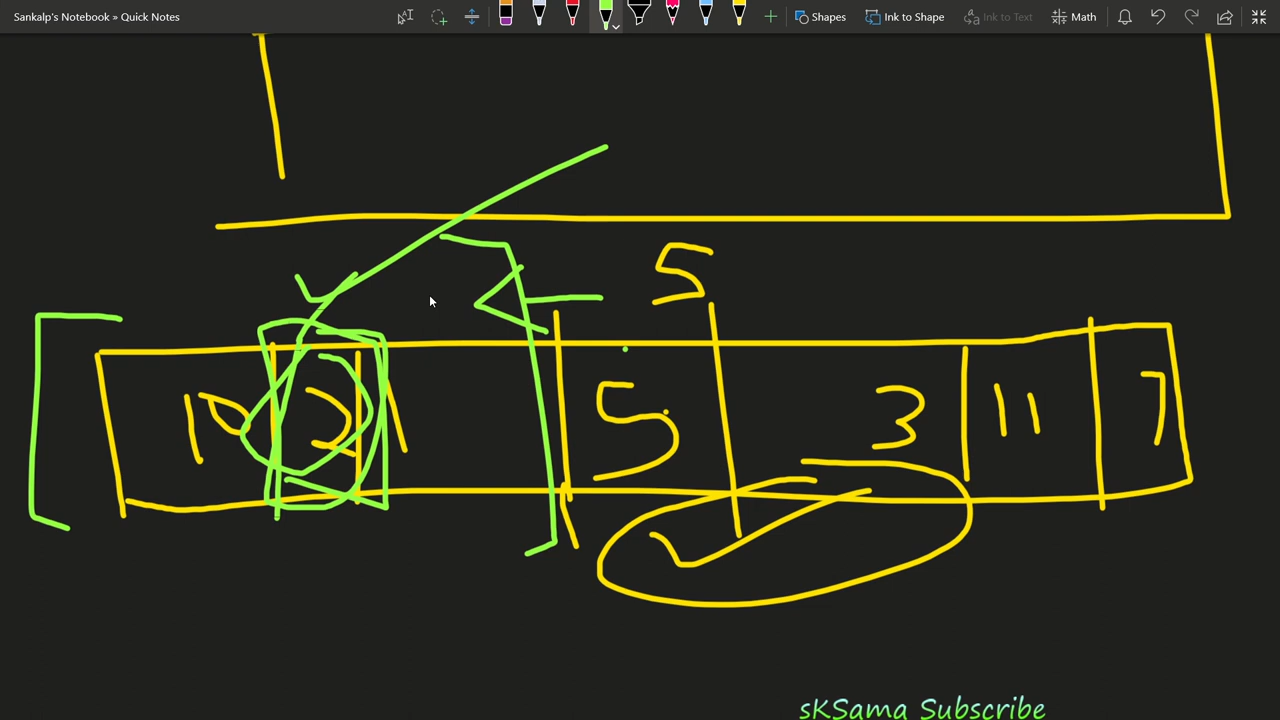 Sankalp's Notebook » Quick Notes
Shapes Ink to Shape Ink to Text Math
5
10 2 5 3 11 7
sKSama Subscribe